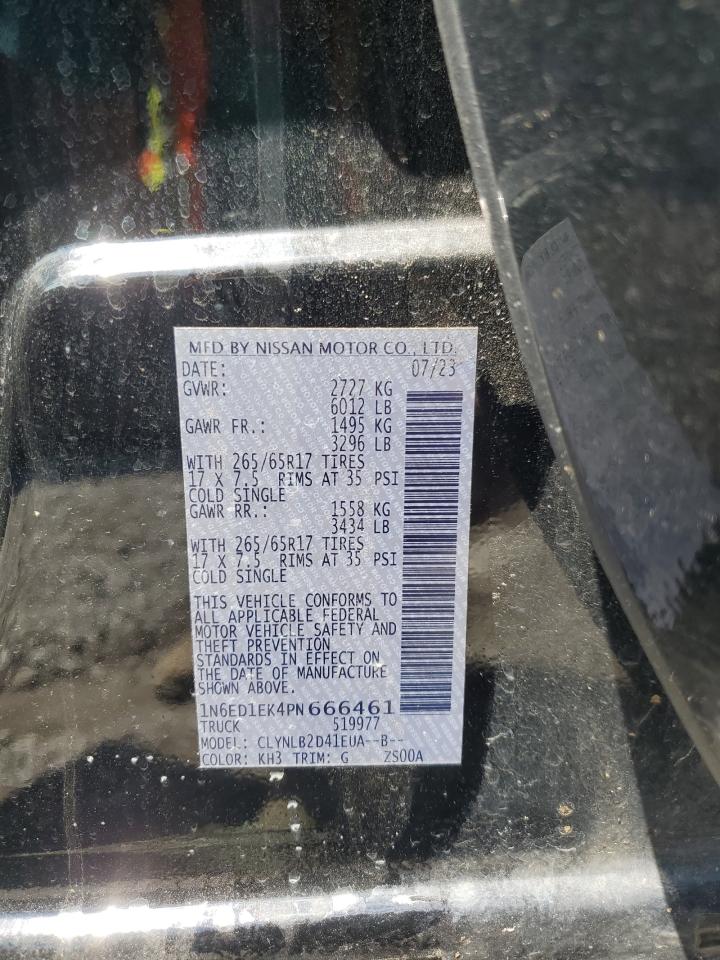 MFD BY NISSAN MOTOR CO., LTD.
DATE: 07/23
GVWR: 2727 KG
6012 LB
GAWR FR.: 1495 KG
3296 LB
WITH 265/65R17 TIRES
17 X 7.5 RIMS AT 35 PSI
COLD SINGLE
GAWR RR.: 1558 KG
3434 LB
WITH 265/65R17 TIRES
17 X 7.5 RIMS AT 35 PSI
COLD SINGLE
THIS VEHICLE CONFORMS TO
ALL APPLICABLE FEDERAL
MOTOR VEHICLE SAFETY AND
THEFT PREVENTION
STANDARDS IN EFFECT ON
THE DATE OF MANUFACTURE
SHOWN ABOVE.
1N6ED1EK4PN666461
TRUCK 519977
MODEL: CLYNLB2D41EUA--B--
COLOR: KH3 TRIM: G ZS00A